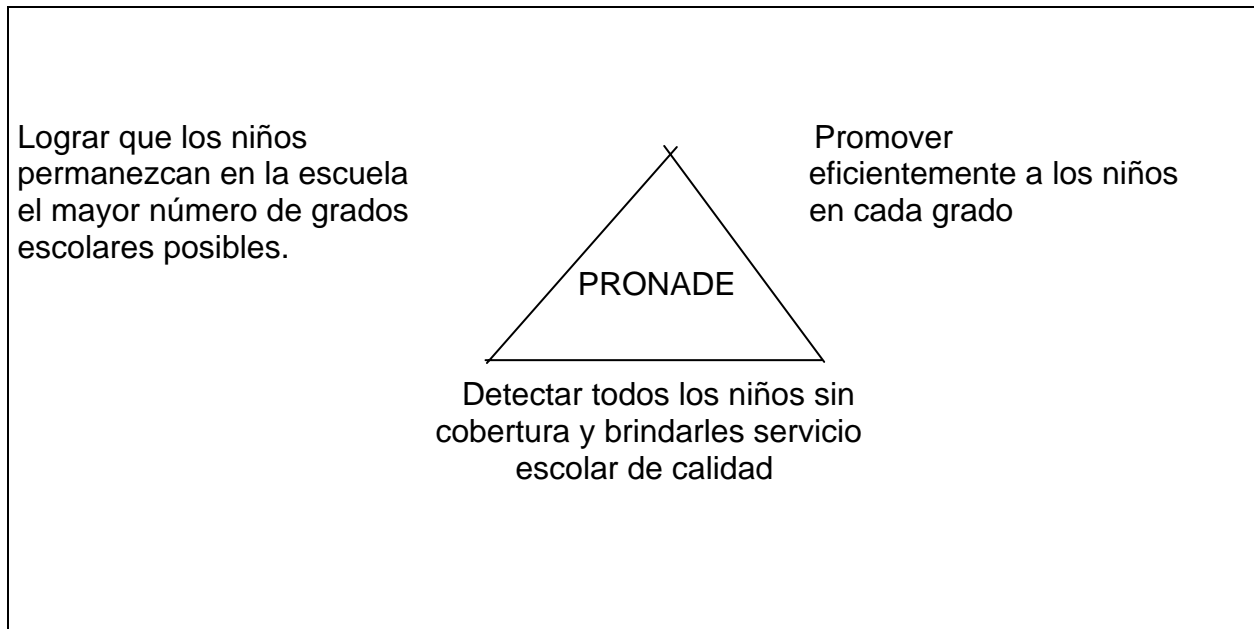 Lograr que los niños
permanezcan en la escuela
el mayor número de grados
escolares posibles.
Promover
eficientemente a los niños
en cada grado
PRONADE
Detectar todos los niños sin
cobertura y brindarles servicio
escolar de calidad